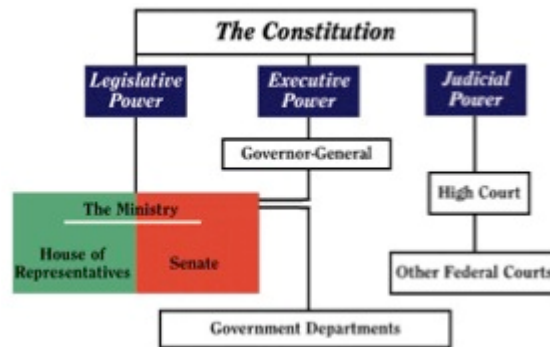 The Constitution
Legislative
Power
Executive
Power
Judicial
Power
Governor-General
High Court
The Ministry
House of
Representatives
Senate
Other Federal Courts
Government Departments